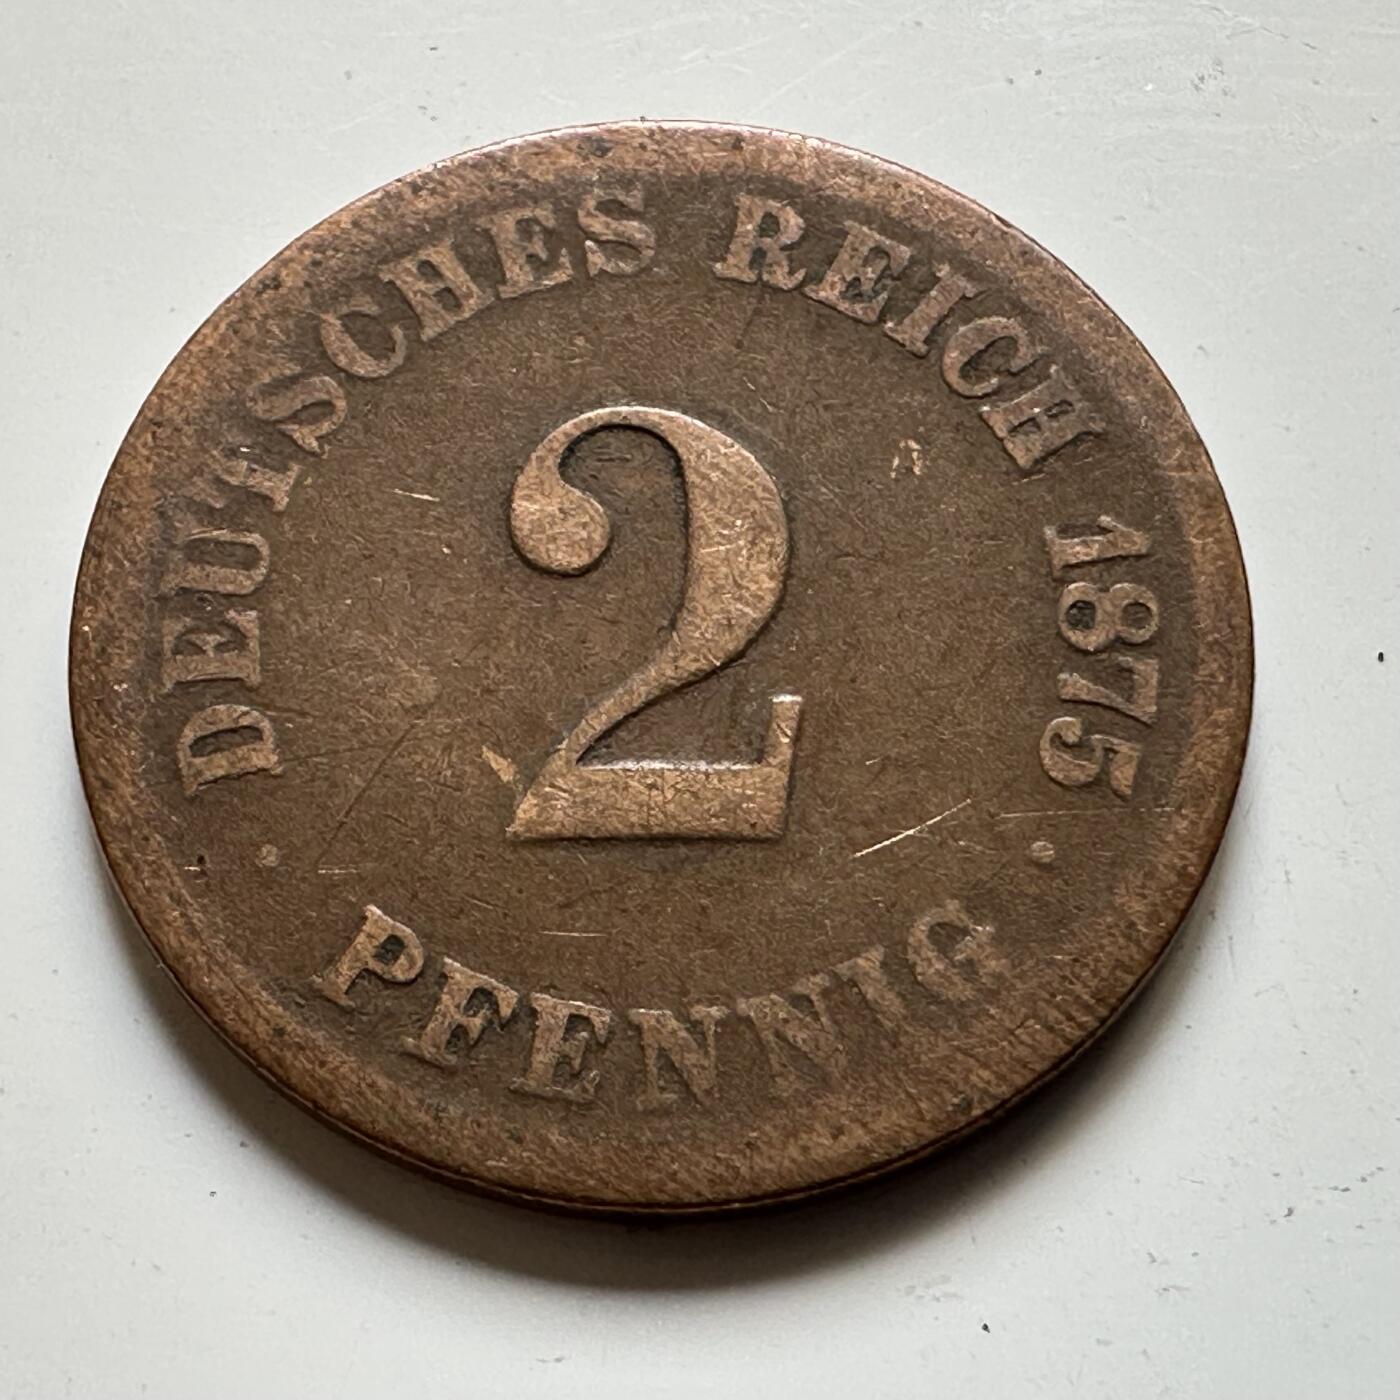 DEUTSCHES REICH 1875
2
· PFENNIG ·